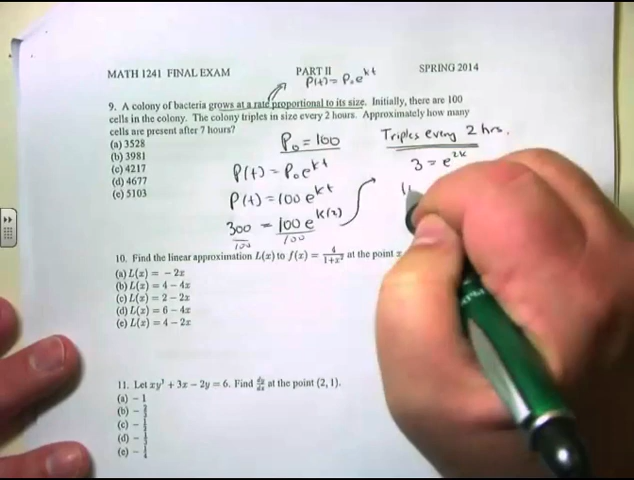 MATH 1241 FINAL EXAM PART II SPRING 2014
P(t) = P₀e^kt
9. A colony of bacteria grows at a rate proportional to its size. Initially, there are 100
cells in the colony. The colony triples in size every 2 hours. Approximately how many
cells are present after 7 hours?
(a) 3528
(b) 3981
(c) 4217
(d) 4677
(e) 5103
P₀ = 100
P(t) = P₀e^kt
P(t) = 100e^kt
300 = 100e^k(2)
100 100
Triples every 2 hrs.
3 = e^2k
10. Find the linear approximation L(x) to f(x) = 4/(1+x²) at the point x
(a) L(x) = − 2x
(b) L(x) = 4 − 4x
(c) L(x) = 2 − 2x
(d) L(x) = 6 − 4x
(e) L(x) = 4 − 2x
11. Let xy³ + 3x − 2y = 6. Find dy/dx at the point (2, 1).
(a) − 1
(b) −
(c) −
(d) −
(e) −